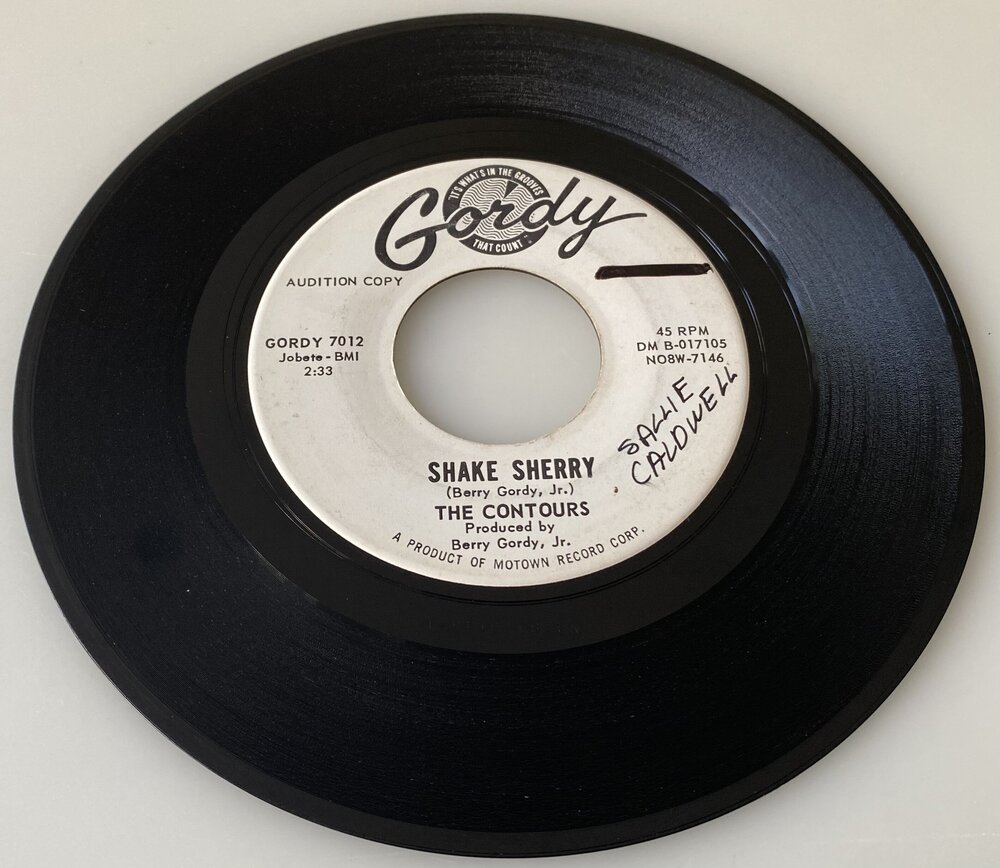 IT'S WHAT'S IN THE GROOVES
Gordy
THAT COUNT
TM
AUDITION COPY
GORDY 7012
Jobete - BMI
2:33
45 RPM
DM B-017105
NO8W-7146
SALLIE
CALDWELL
SHAKE SHERRY
(Berry Gordy, Jr.)
THE CONTOURS
Produced by
Berry Gordy, Jr.
A PRODUCT OF MOTOWN RECORD CORP.